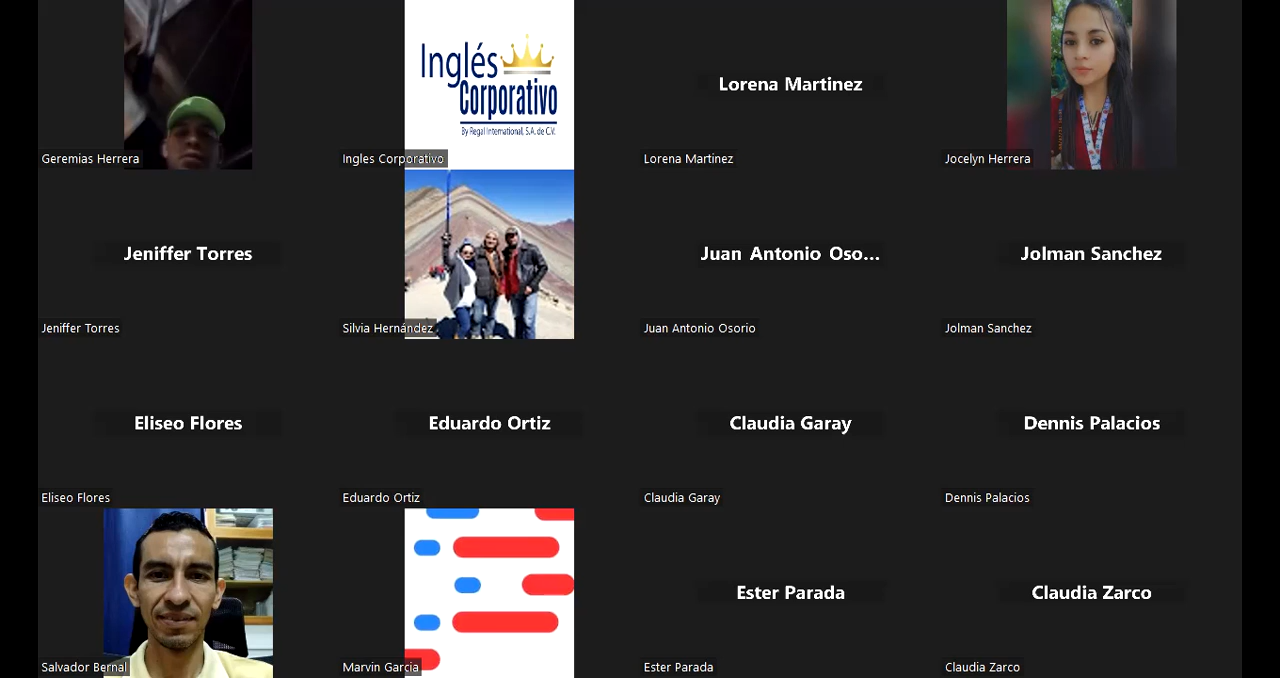 Geremias Herrera
Inglés
Corporativo
By Regal International, S.A. de C.V.
Ingles Corporativo
Lorena Martinez
Lorena Martinez
Jocelyn Herrera
Jeniffer Torres
Jeniffer Torres
Silvia Hernández
Juan Antonio Oso...
Juan Antonio Osorio
Jolman Sanchez
Jolman Sanchez
Eliseo Flores
Eliseo Flores
Eduardo Ortiz
Eduardo Ortiz
Claudia Garay
Claudia Garay
Dennis Palacios
Dennis Palacios
Salvador Bernal
Marvin Garcia
Ester Parada
Ester Parada
Claudia Zarco
Claudia Zarco